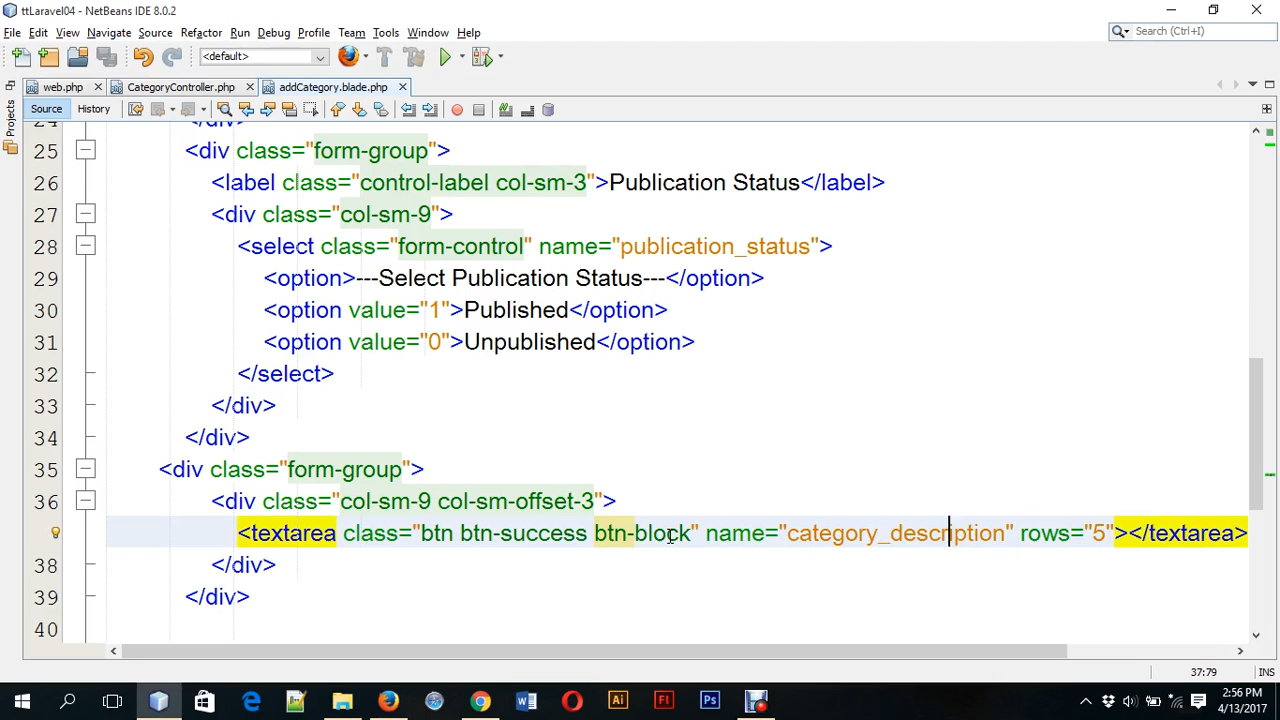 ttLaravel04 - NetBeans IDE 8.0.2
File Edit View Navigate Source Refactor Run Debug Profile Team Tools Window Help
Search (Ctrl+I)
<default>
web.php CategoryController.php addCategory.blade.php
Source History
Projects
24 </div>
25 <div class="form-group">
26 <label class="control-label col-sm-3">Publication Status</label>
27 <div class="col-sm-9">
28 <select class="form-control" name="publication_status">
29 <option>---Select Publication Status---</option>
30 <option value="1">Published</option>
31 <option value="0">Unpublished</option>
32 </select>
33 </div>
34 </div>
35 <div class="form-group">
36 <div class="col-sm-9 col-sm-offset-3">
<textarea class="btn btn-success btn-block" name="category_description" rows="5"></textarea>
38 </div>
39 </div>
40
37:79 INS
W Ai Fl Ps
2:56 PM
4/13/2017